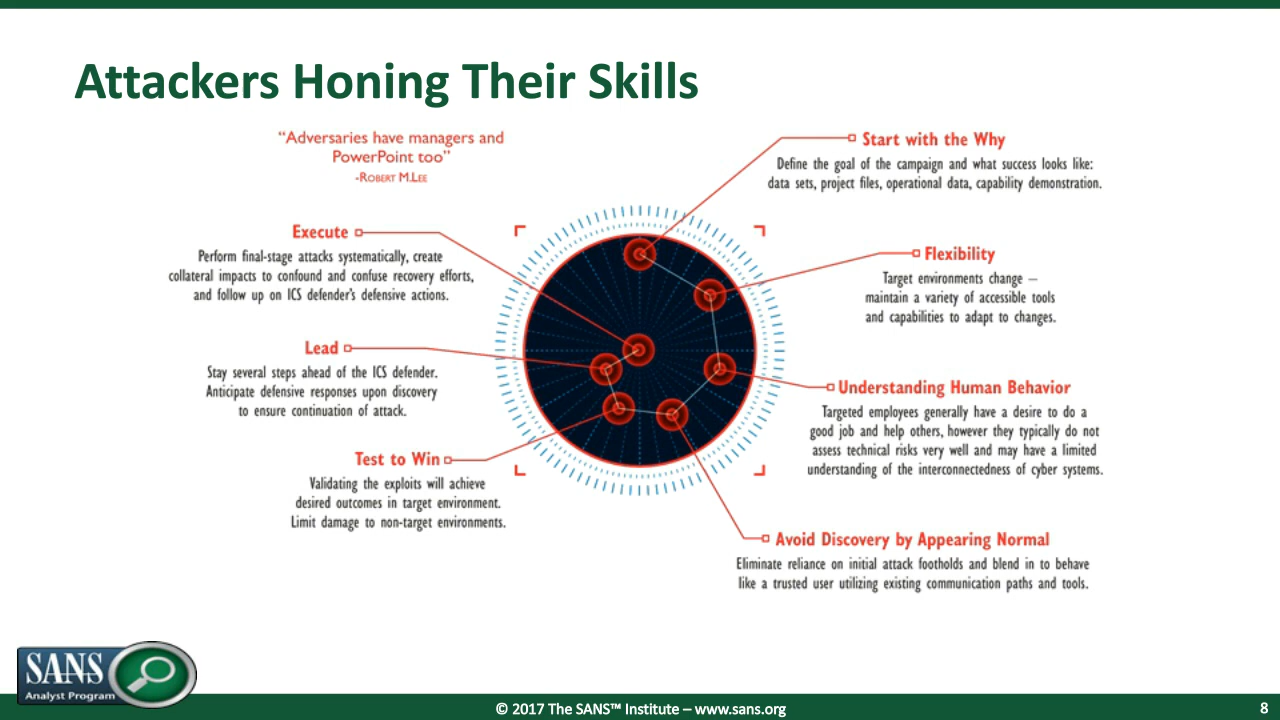 Attackers Honing Their Skills
“Adversaries have managers and
PowerPoint too”
-Robert M.Lee
Start with the Why
Define the goal of the campaign and what success looks like:
data sets, project files, operational data, capability demonstration.
Flexibility
Target environments change –
maintain a variety of accessible tools
and capabilities to adapt to changes.
Understanding Human Behavior
Targeted employees generally have a desire to do a
good job and help others, however they typically do not
assess technical risks very well and may have a limited
understanding of the interconnectedness of cyber systems.
Avoid Discovery by Appearing Normal
Eliminate reliance on initial attack footholds and blend in to behave
like a trusted user utilizing existing communication paths and tools.
Test to Win
Validating the exploits will achieve
desired outcomes in target environment.
Limit damage to non-target environments.
Lead
Stay several steps ahead of the ICS defender.
Anticipate defensive responses upon discovery
to ensure continuation of attack.
Execute
Perform final-stage attacks systematically, create
collateral impacts to confound and confuse recovery efforts,
and follow up on ICS defender’s defensive actions.
SANS
Analyst Program
© 2017 The SANS™ Institute – www.sans.org
8